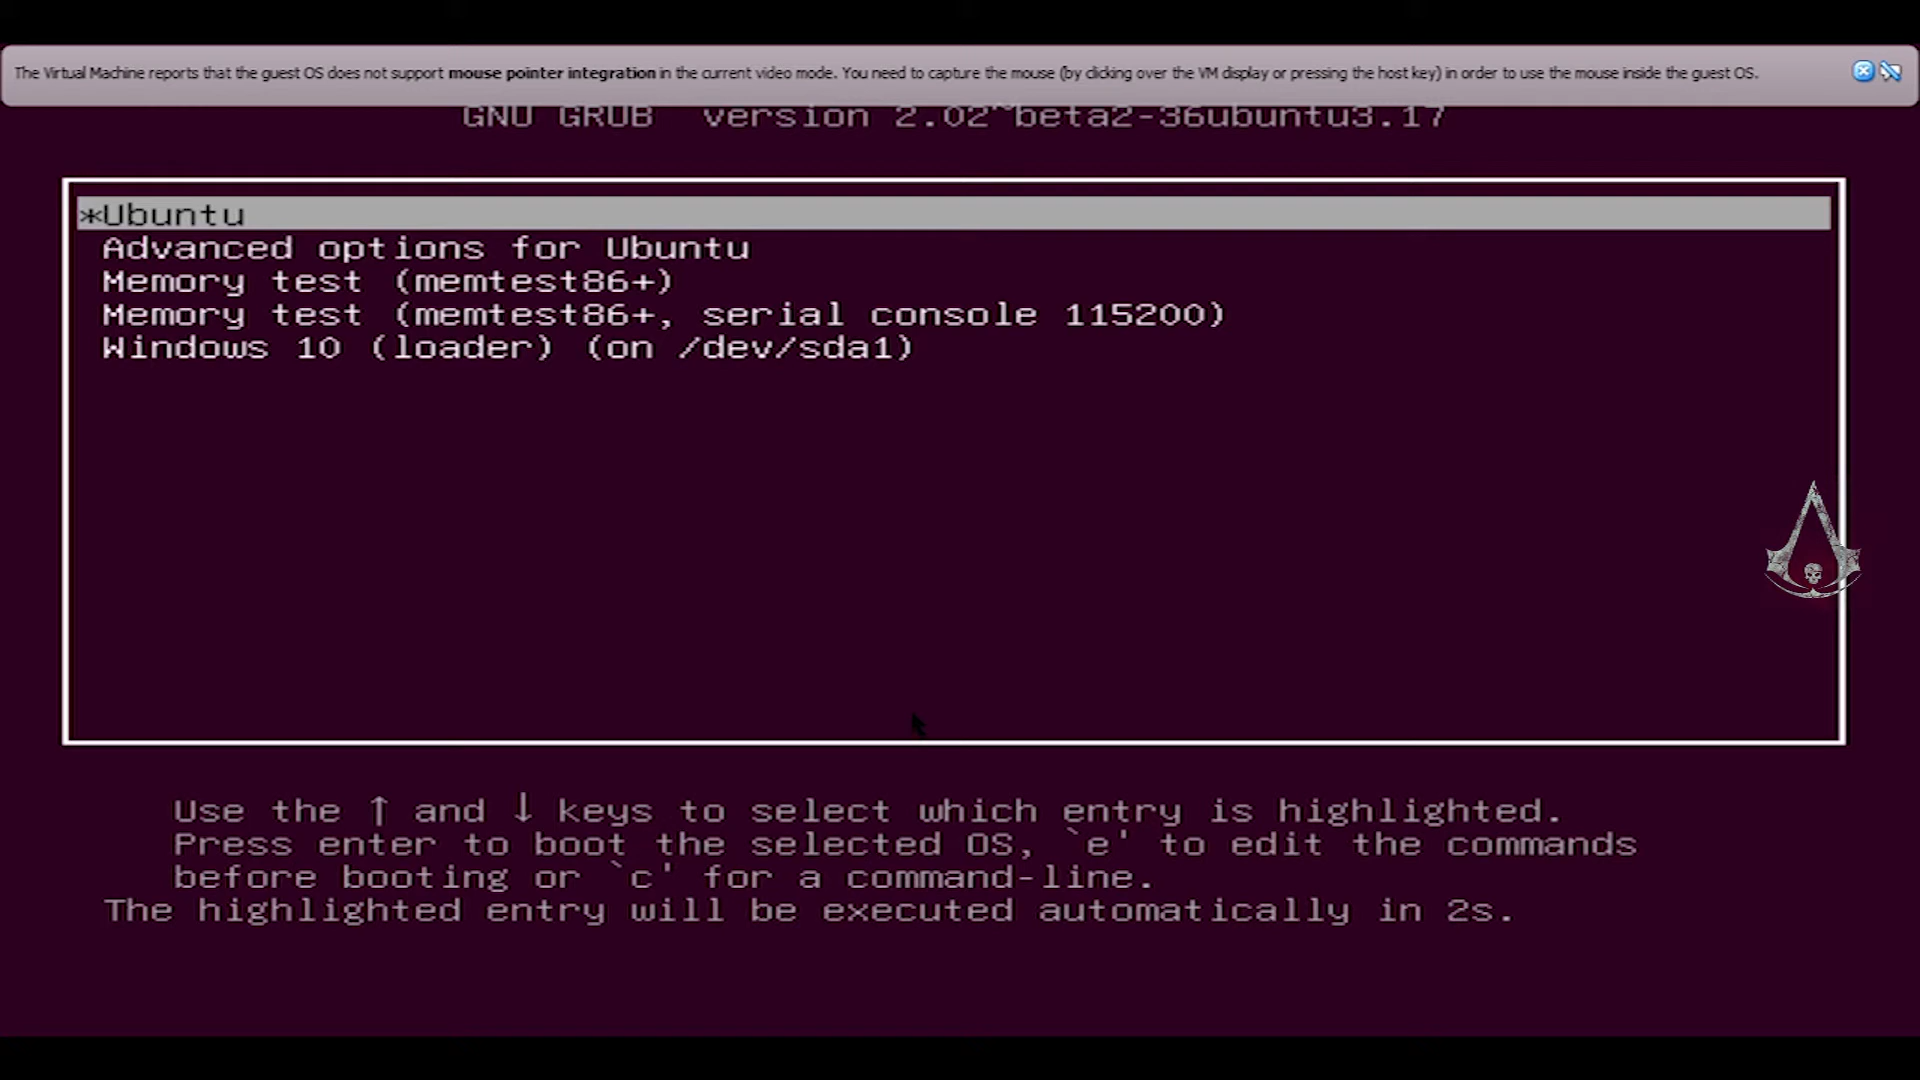 The Virtual Machine reports that the guest OS does not support mouse pointer integration in the current video mode. You need to capture the mouse (by clicking over the VM display or pressing the host key) in order to use the mouse inside the guest OS.
GNU GRUB  version 2.02~beta2-36ubuntu3.17
*Ubuntu
Advanced options for Ubuntu
Memory test (memtest86+)
Memory test (memtest86+, serial console 115200)
Windows 10 (loader) (on /dev/sda1)
Use the ↑ and ↓ keys to select which entry is highlighted.
Press enter to boot the selected OS, `e' to edit the commands
before booting or `c' for a command-line.
The highlighted entry will be executed automatically in 2s.